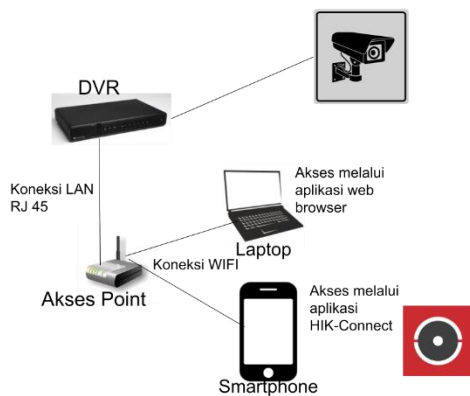 DVR
Koneksi LAN
RJ 45
Akses melalui
aplikasi web
browser
Laptop
Koneksi WIFI
Akses Point
Akses melalui
aplikasi
HIK-Connect
Smartphone